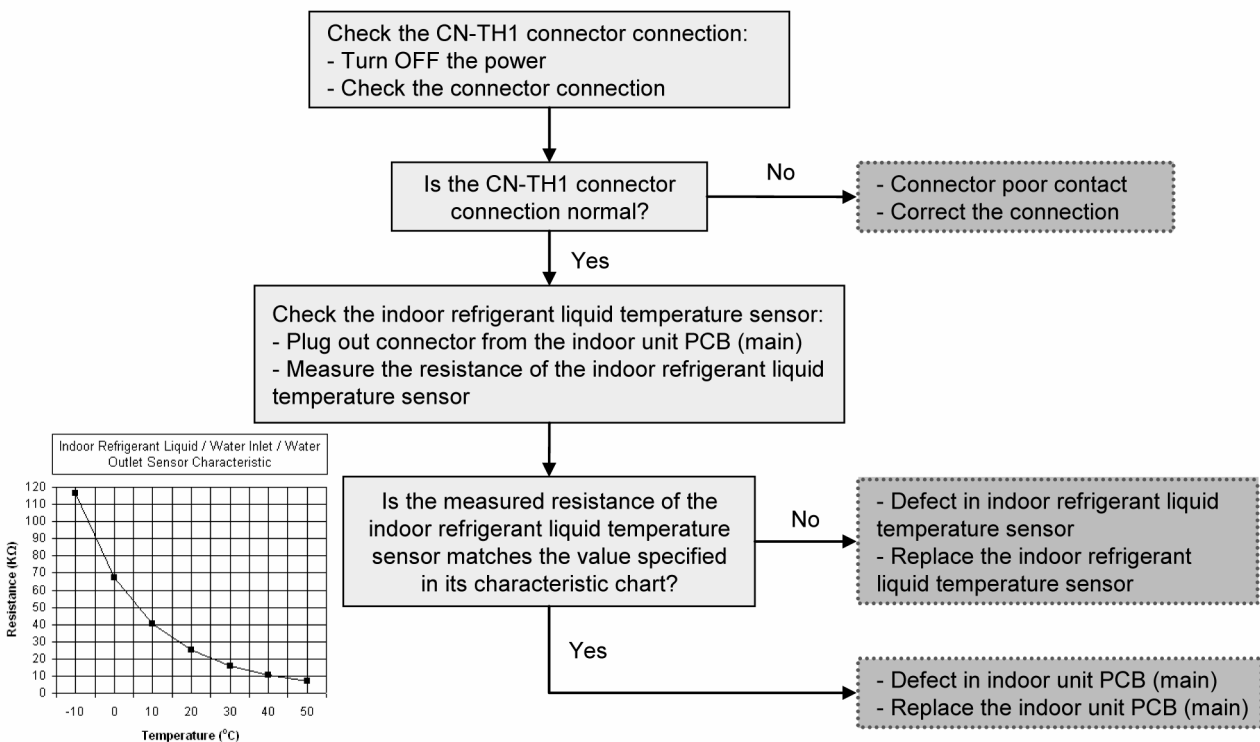 Check the CN-TH1 connector connection:
- Turn OFF the power
- Check the connector connection
Is the CN-TH1 connector
connection normal?
No
- Connector poor contact
- Correct the connection
Yes
Check the indoor refrigerant liquid temperature sensor:
- Plug out connector from the indoor unit PCB (main)
- Measure the resistance of the indoor refrigerant liquid
temperature sensor
Indoor Refrigerant Liquid / Water Inlet / Water
Outlet Sensor Characteristic
120
110
100
90
80
70
60
50
40
30
20
10
0
Resistance (KΩ)
-10 0 10 20 30 40 50
Temperature (°C)
Is the measured resistance of the
indoor refrigerant liquid temperature
sensor matches the value specified
in its characteristic chart?
No
- Defect in indoor refrigerant liquid
temperature sensor
- Replace the indoor refrigerant
liquid temperature sensor
Yes
- Defect in indoor unit PCB (main)
- Replace the indoor unit PCB (main)